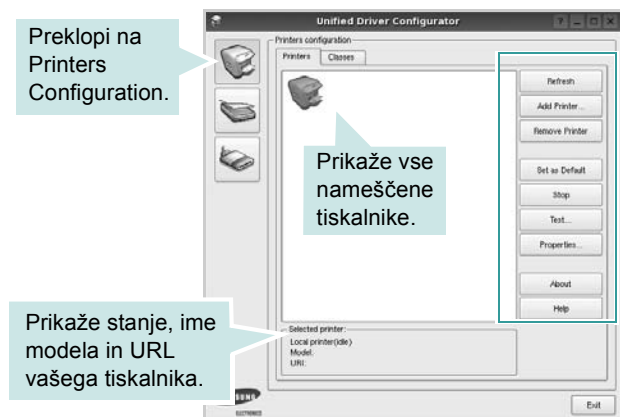 Unified Driver Configurator
Preklopi na
Printers
Configuration.
Printers configuration
Printers
Classes
Refresh
Add Printer...
Remove Printer
Set as Default
Stop
Test...
Properties...
About
Help
Prikaže vse
nameščene
tiskalnike.
Prikaže stanje, ime
modela in URL
vašega tiskalnika.
Selected printer:
Local printer(idle)
Model:
URI:
ELECTRONICS
Exit